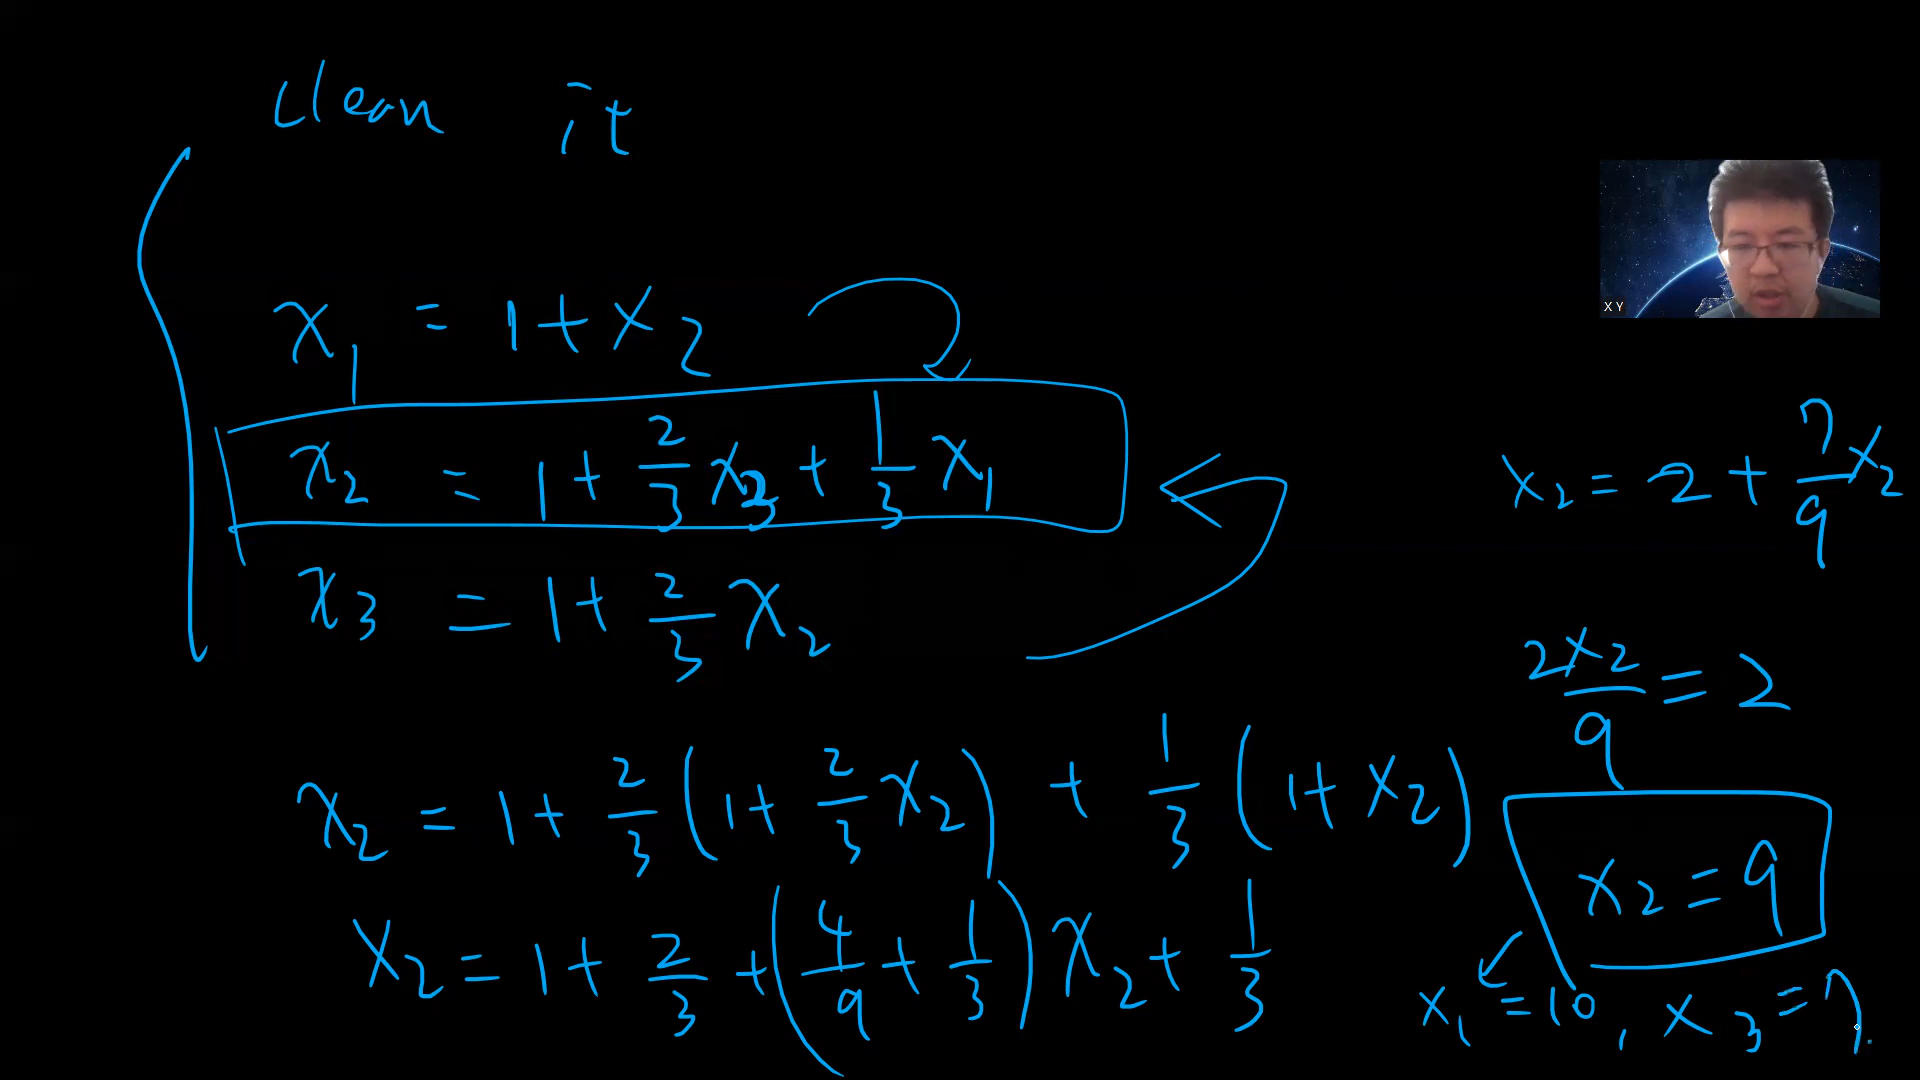 clean it
x₁ = 1 + x₂
x₂ = 1 + 2/3 x₃ + 1/3 x₁
x₃ = 1 + 2/3 x₂
x₂ = 1 + 2/3 (1 + 2/3 x₂) + 1/3 (1 + x₂)
x₂ = 1 + 2/3 + (4/9 + 1/3) x₂ + 1/3
x₂ = 2 + 7/9 x₂
2x₂/9 = 2
x₂ = 9
x₁ = 10, x₃ = 7.
X Y